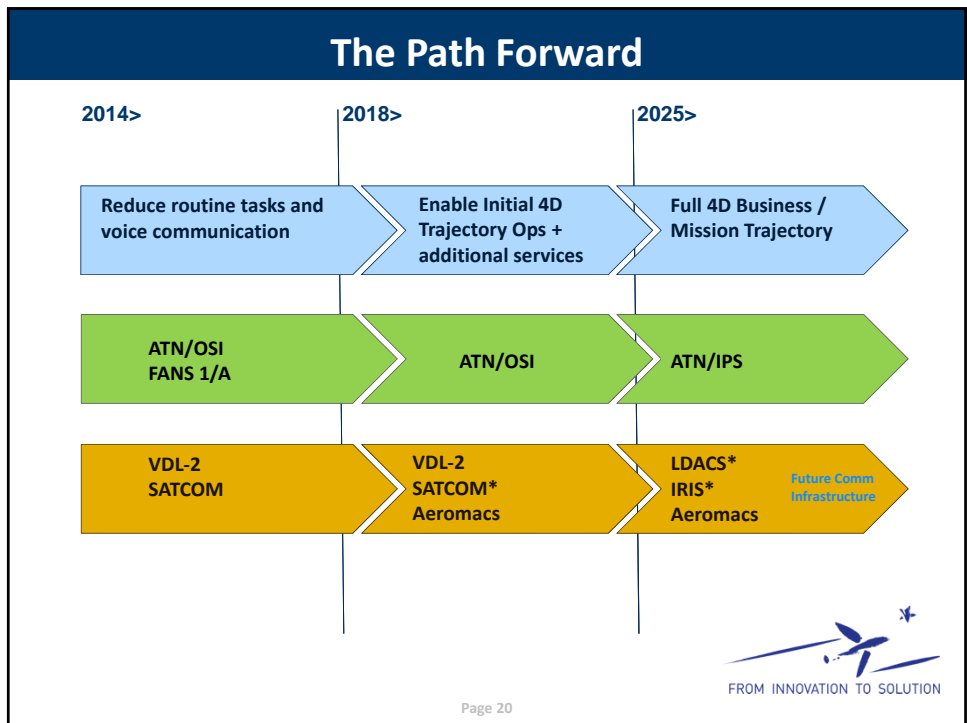 The Path Forward
2014>
2018>
2025>
Reduce routine tasks and
voice communication
Enable Initial 4D
Trajectory Ops +
additional services
Full 4D Business /
Mission Trajectory
ATN/OSI
FANS 1/A
ATN/OSI
ATN/IPS
VDL-2
SATCOM
VDL-2
SATCOM*
Aeromacs
LDACS*
IRIS*
Aeromacs
Future Comm
Infrastructure
FROM INNOVATION TO SOLUTION
Page 20